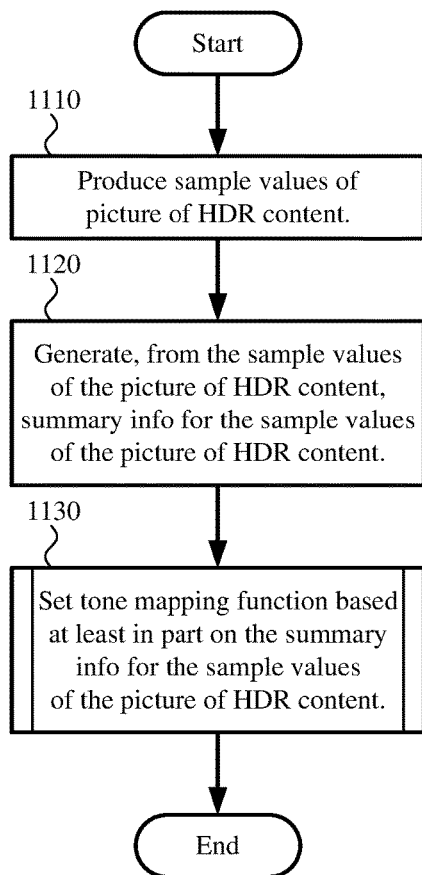 Start
1110
Produce sample values of
picture of HDR content.
1120
Generate, from the sample values
of the picture of HDR content,
summary info for the sample values
of the picture of HDR content.
1130
Set tone mapping function based
at least in part on the summary
info for the sample values
of the picture of HDR content.
End